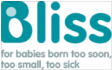 Bliss
for babies born too soon,
too small, too sick